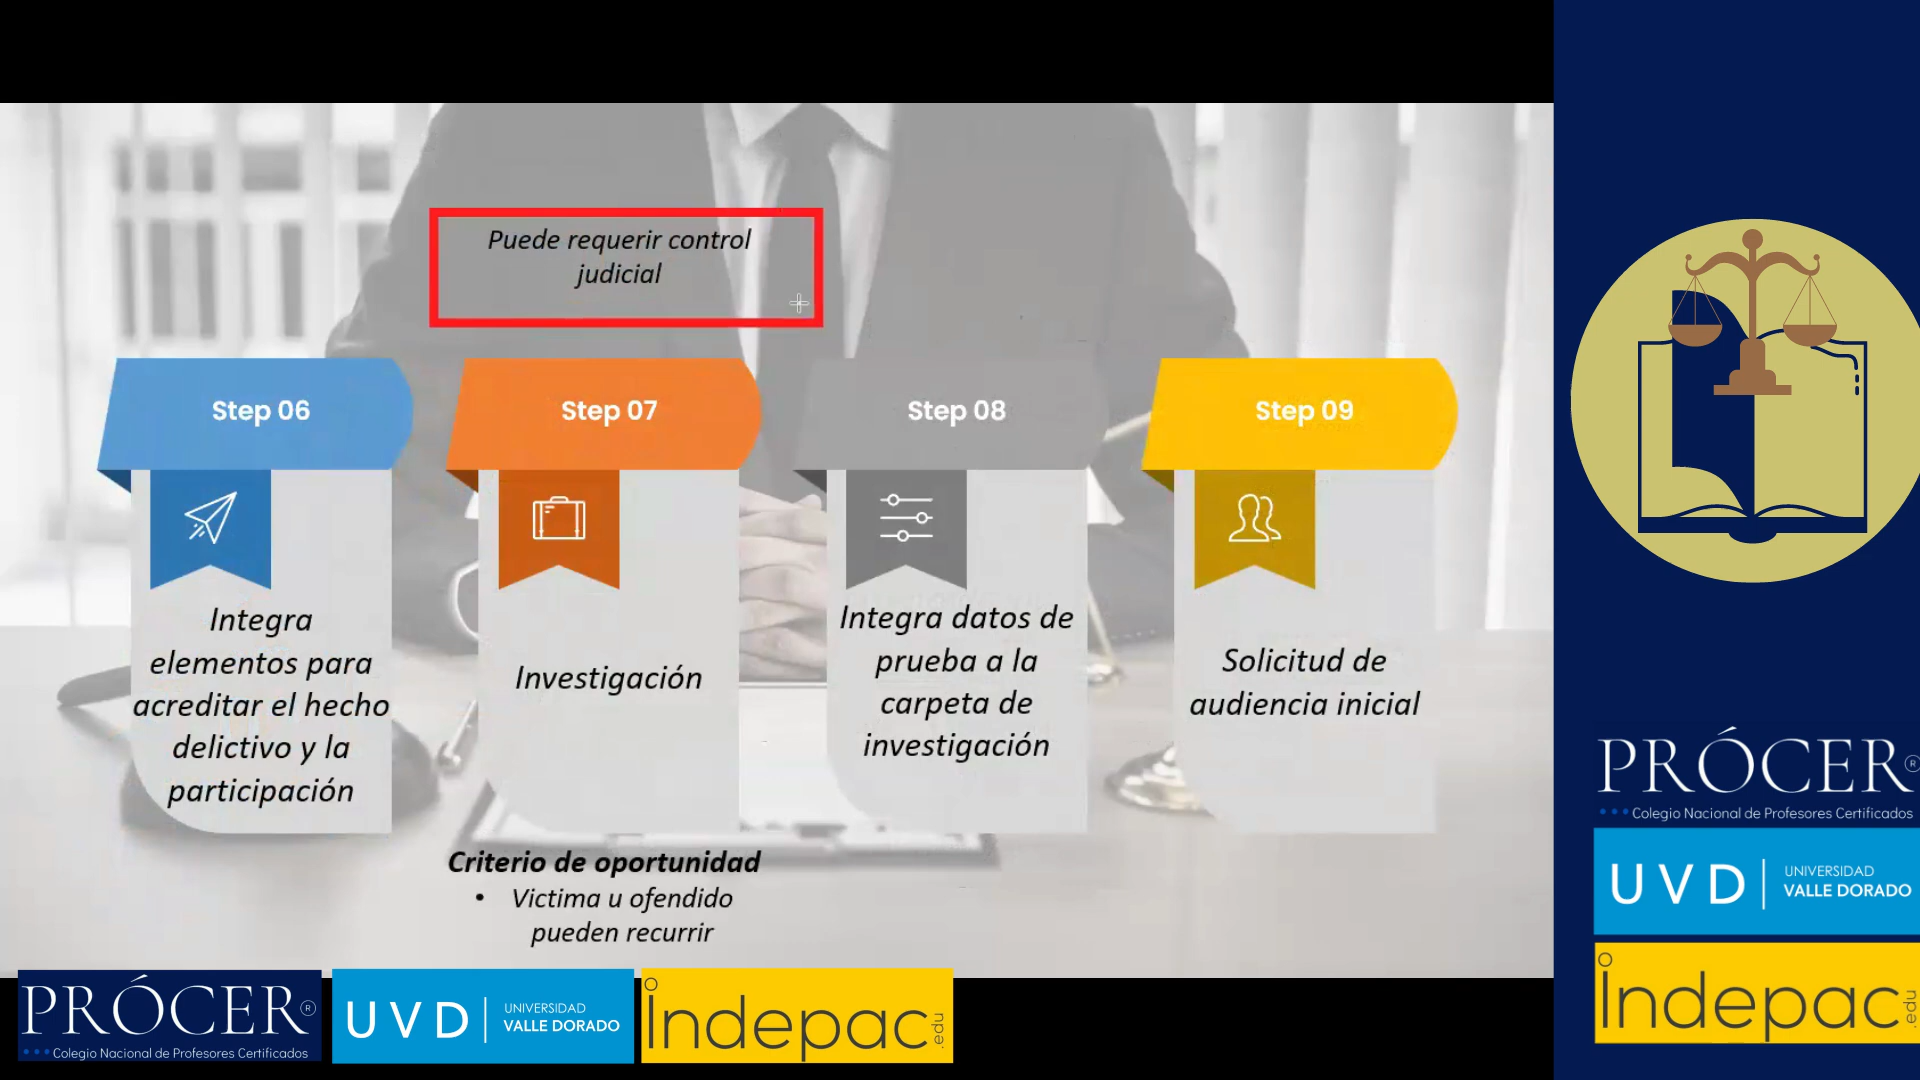 Puede requerir control
judicial
Step 06
Step 07
Step 08
Step 09
Integra
elementos para
acreditar el hecho
delictivo y la
participación
Investigación
Integra datos de
prueba a la
carpeta de
investigación
Solicitud de
audiencia inicial
Criterio de oportunidad
• Victima u ofendido
pueden recurrir
PRÓCER®
Colegio Nacional de Profesores Certificados
UVD
UNIVERSIDAD
VALLE DORADO
indepac.edu
PRÓCER®
Colegio Nacional de Profesores Certificados
UVD
UNIVERSIDAD
VALLE DORADO
indepac.edu